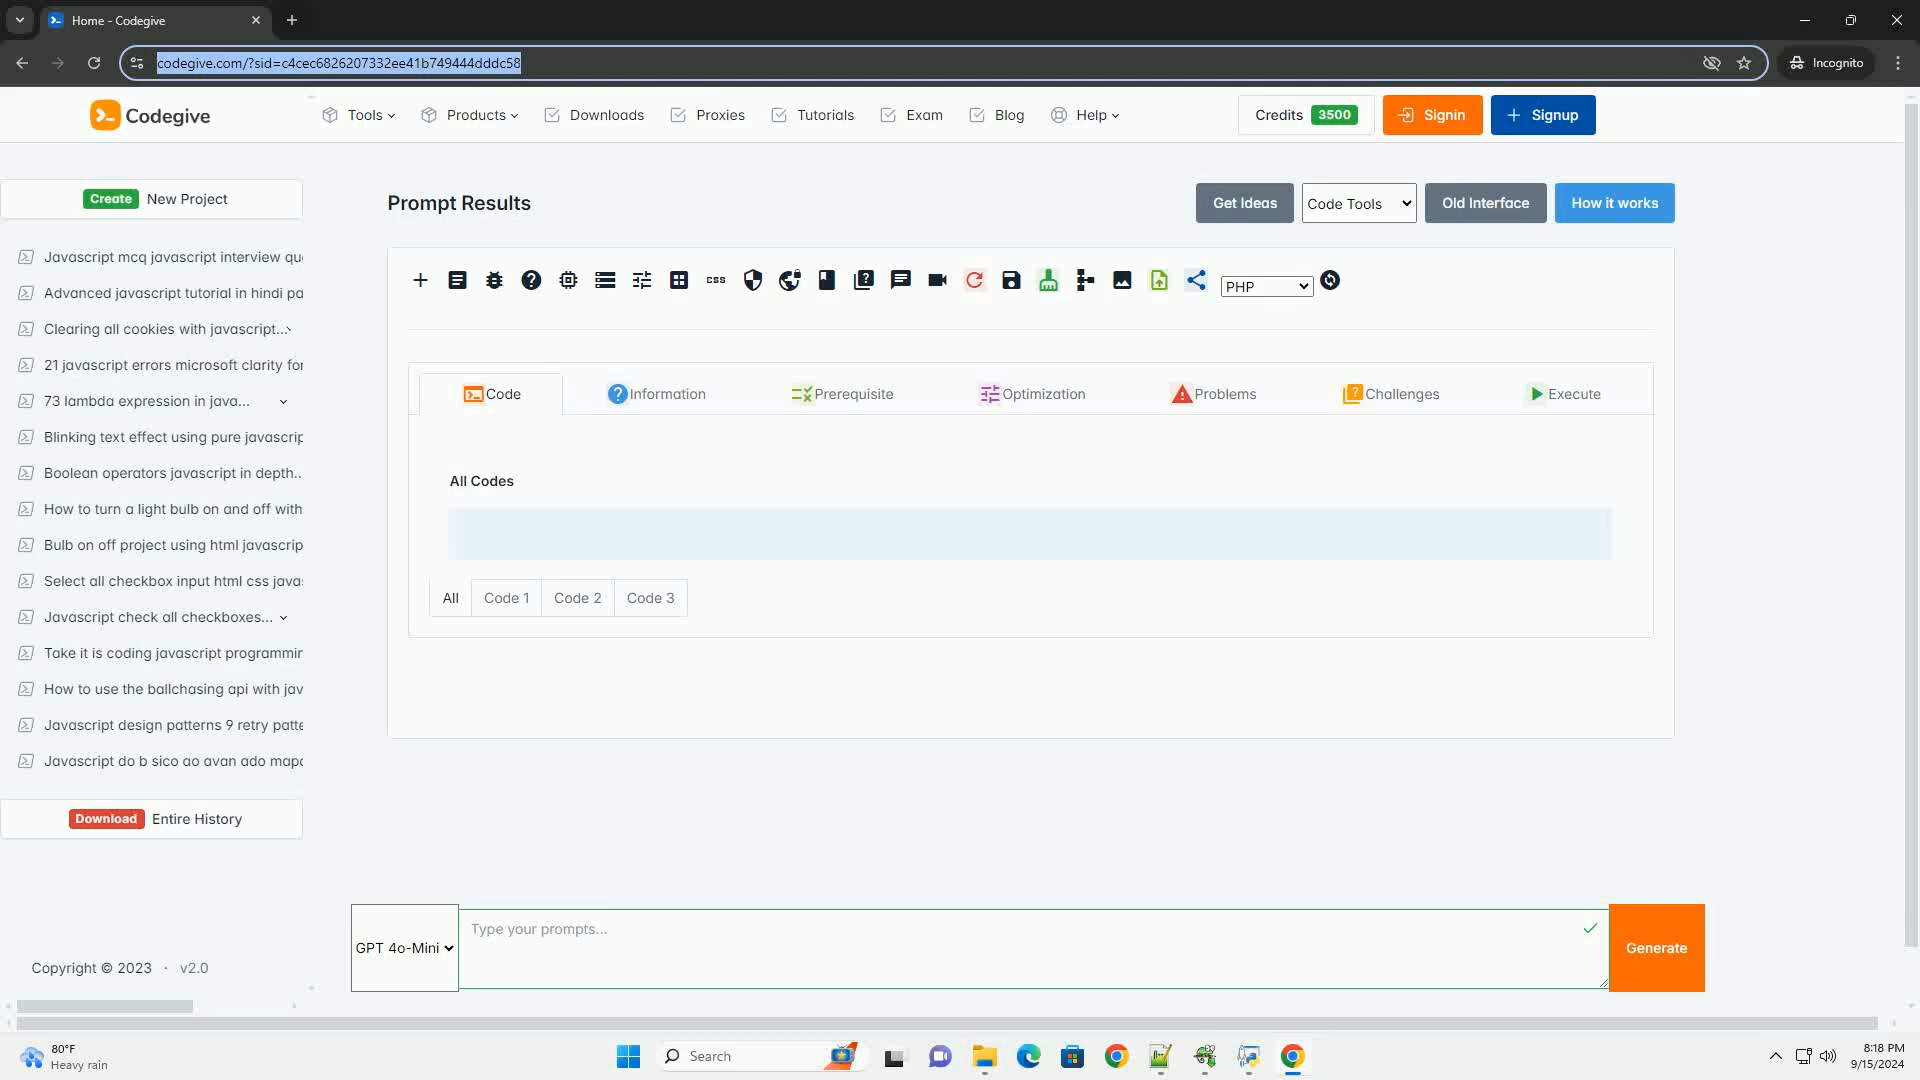 Home - Codegive
codegive.com/?sid=c4cec6826207332ee41b749444dddc58
Incognito
Codegive
Tools
Products
Downloads
Proxies
Tutorials
Exam
Blog
Help
Credits 3500
Signin
Signup
Create New Project
Javascript mcq javascript interview qu
Advanced javascript tutorial in hindi pa
Clearing all cookies with javascript...
21 javascript errors microsoft clarity for
73 lambda expression in java...
Blinking text effect using pure javascrip
Boolean operators javascript in depth..
How to turn a light bulb on and off with
Bulb on off project using html javascrip
Select all checkbox input html css java
Javascript check all checkboxes...
Take it is coding javascript programmin
How to use the ballchasing api with jav
Javascript design patterns 9 retry patte
Javascript do b sico ao avan ado mapa
Download Entire History
Copyright © 2023 · v2.0
Prompt Results
Get Ideas
Code Tools
Old Interface
How it works
css
PHP
Code
Information
Prerequisite
Optimization
Problems
Challenges
Execute
All Codes
All
Code 1
Code 2
Code 3
GPT 4o-Mini
Type your prompts...
Generate
80°F
Heavy rain
Search
8:18 PM
9/15/2024